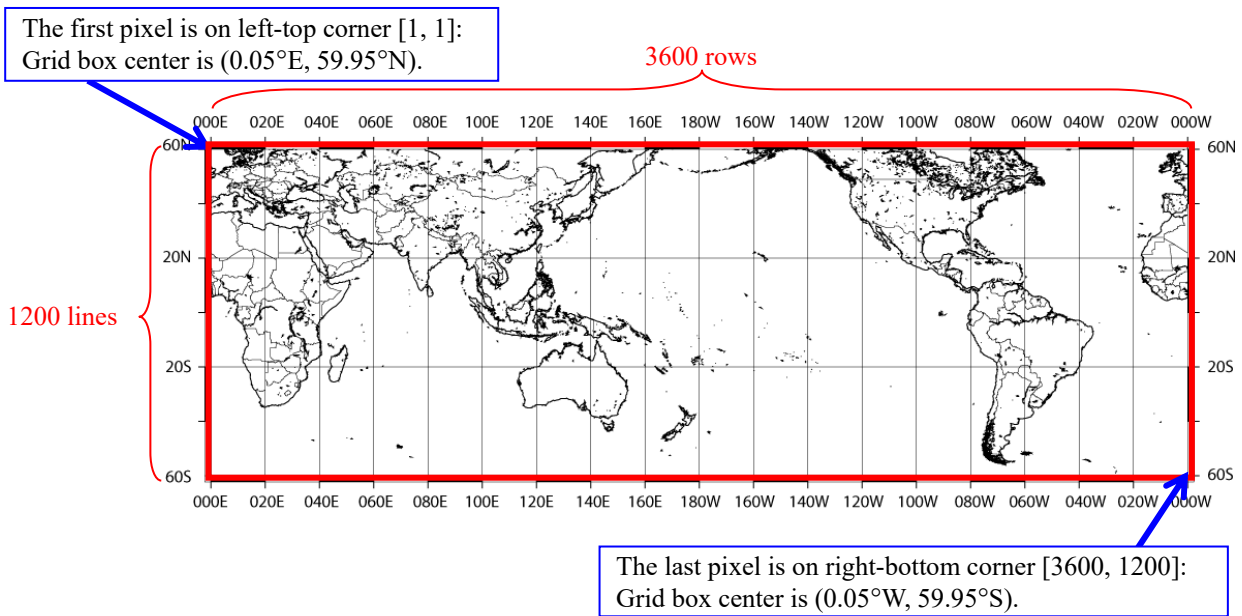 The first pixel is on left-top corner [1, 1]:
Grid box center is (0.05°E, 59.95°N).
3600 rows
000E 020E 040E 060E 080E 100E 120E 140E 160E 180W 160W 140W 120W 100W 080W 060W 040W 020W 000W
60N 60N
20N 20N
1200 lines
20S 20S
60S 60S
000E 020E 040E 060E 080E 100E 120E 140E 160E 180W 160W 140W 120W 100W 080W 060W 040W 020W 000W
The last pixel is on right-bottom corner [3600, 1200]:
Grid box center is (0.05°W, 59.95°S).